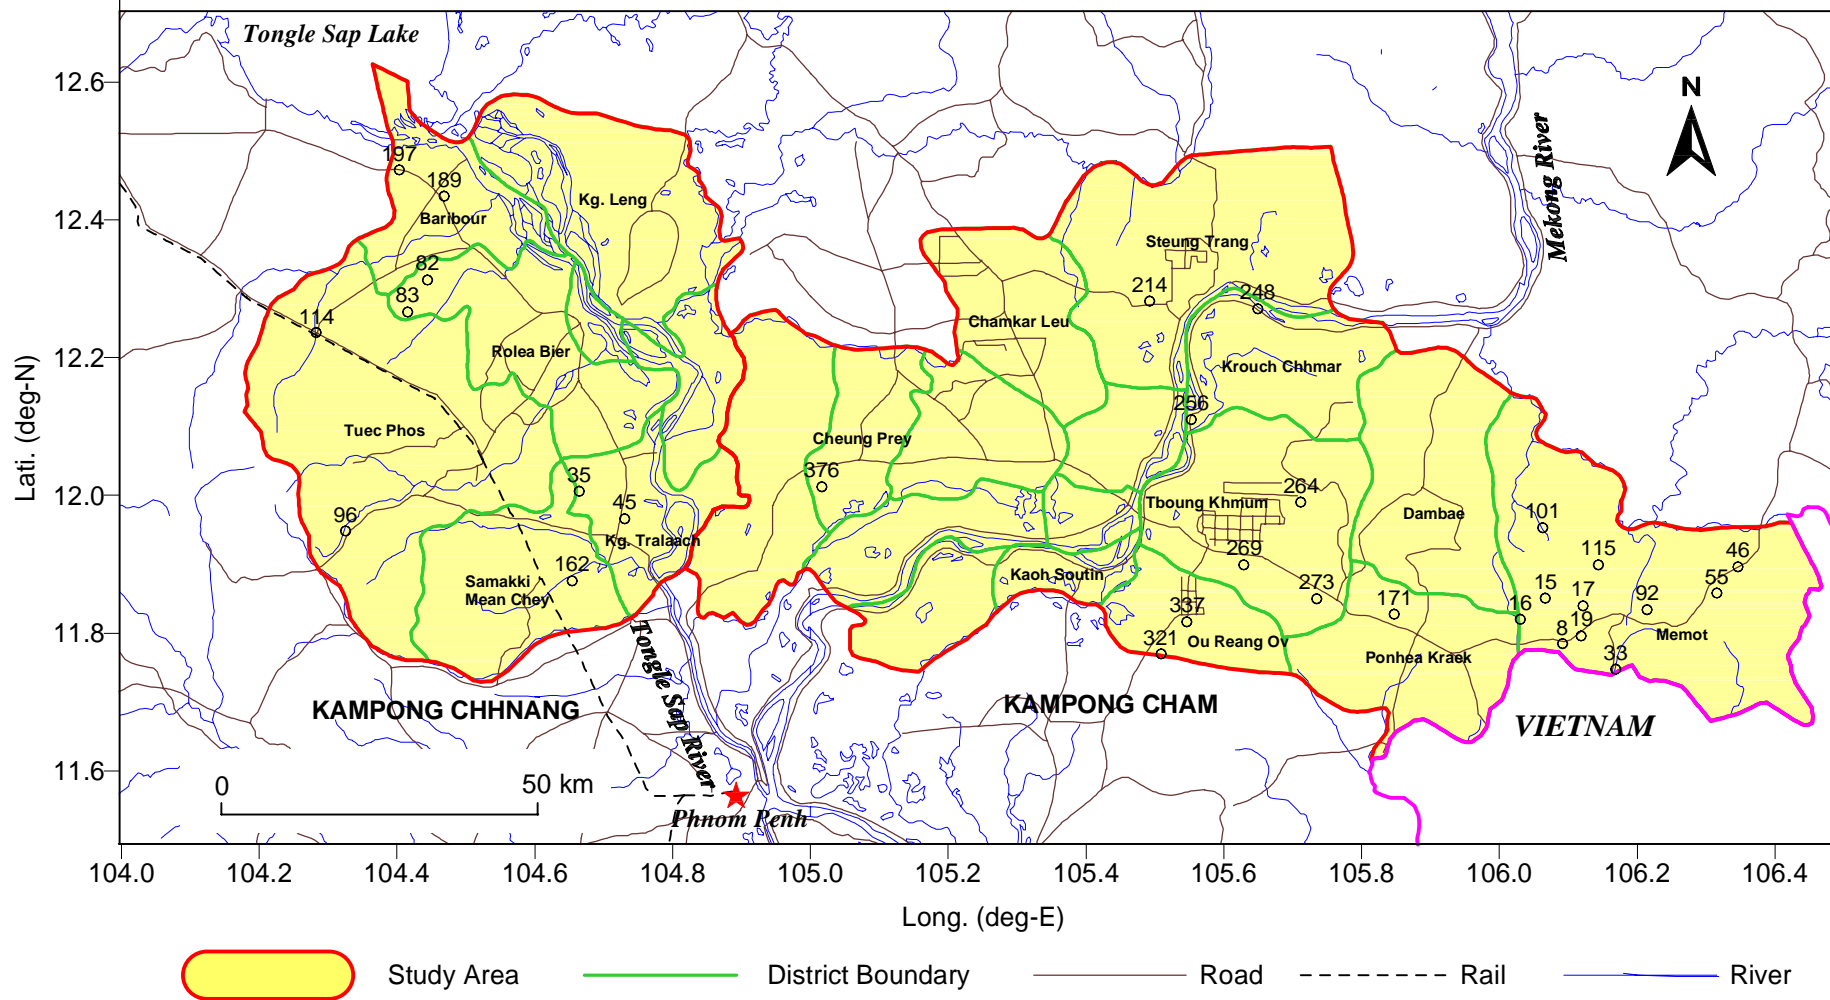 Tongle Sap Lake
12.6
N
Mekong River
197
189
Kg. Leng
12.4
Baribour
Steung Trang
82
83
214
248
114
Chamkar Leu
12.2
Rolea Bier
Krouch Chhmar
256
Tuec Phos
Cheung Prey
376
35
264
12.0
45
Tboung Khmum
Dambae
101
96
Kg. Tralaach
162
269
115
46
Samakki
Mean Chey
Kaoh Soutin
273
171
15
17
92
55
337
16
8
19
11.8
321
Ou Reang Ov
Ponhea Kraek
33
Memot
Tongle Sap River
KAMPONG CHHNANG
KAMPONG CHAM
VIETNAM
11.6
0
50 km
Phnom Penh
Lati. (deg-N)
104.0
104.2
104.4
104.6
104.8
105.0
105.2
105.4
105.6
105.8
106.0
106.2
106.4
Long. (deg-E)
Study Area
District Boundary
Road
Rail
River